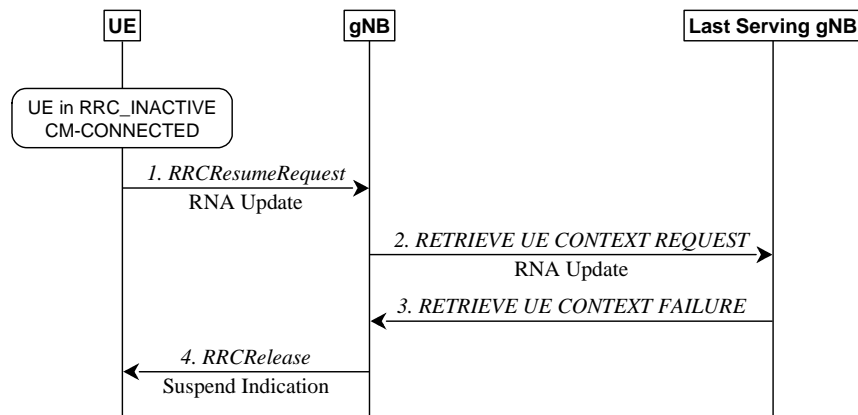 UE
gNB
Last Serving gNB
UE in RRC_INACTIVE
CM-CONNECTED
1. RRCResumeRequest
RNA Update
2. RETRIEVE UE CONTEXT REQUEST
RNA Update
3. RETRIEVE UE CONTEXT FAILURE
4. RRCRelease
Suspend Indication